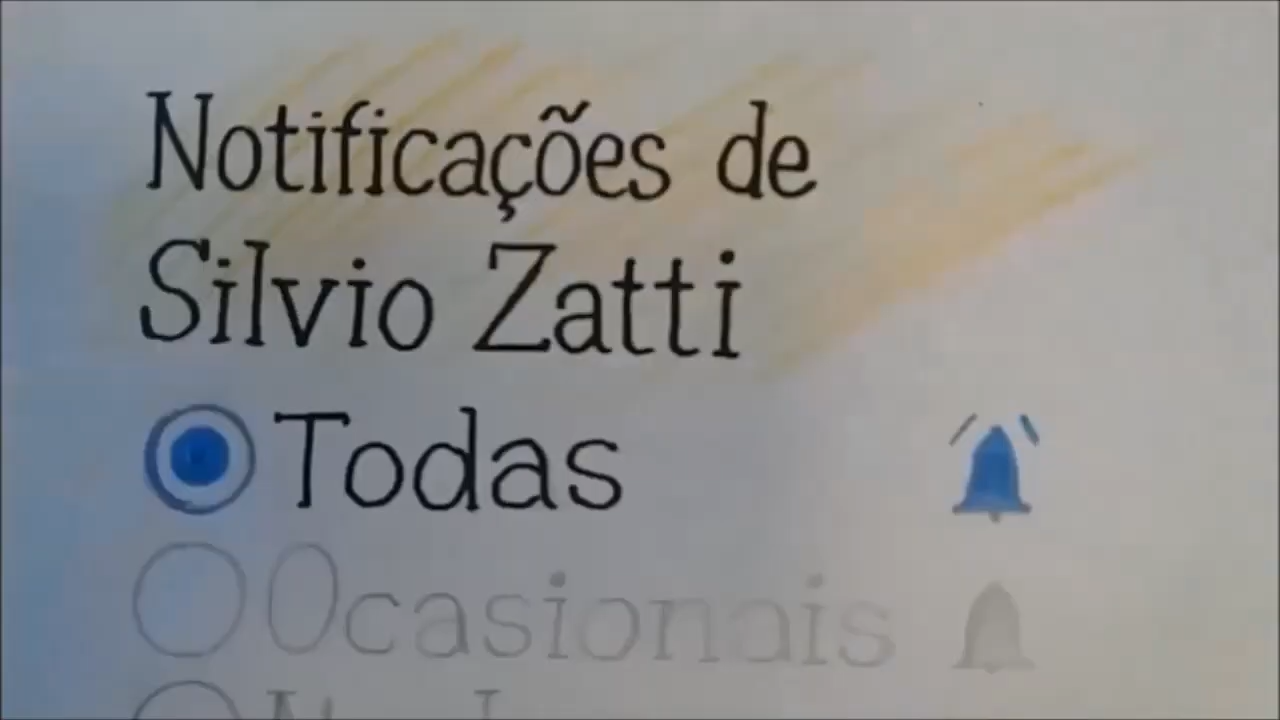 Notificações de
Silvio Zatti
Todas
Ocasionais